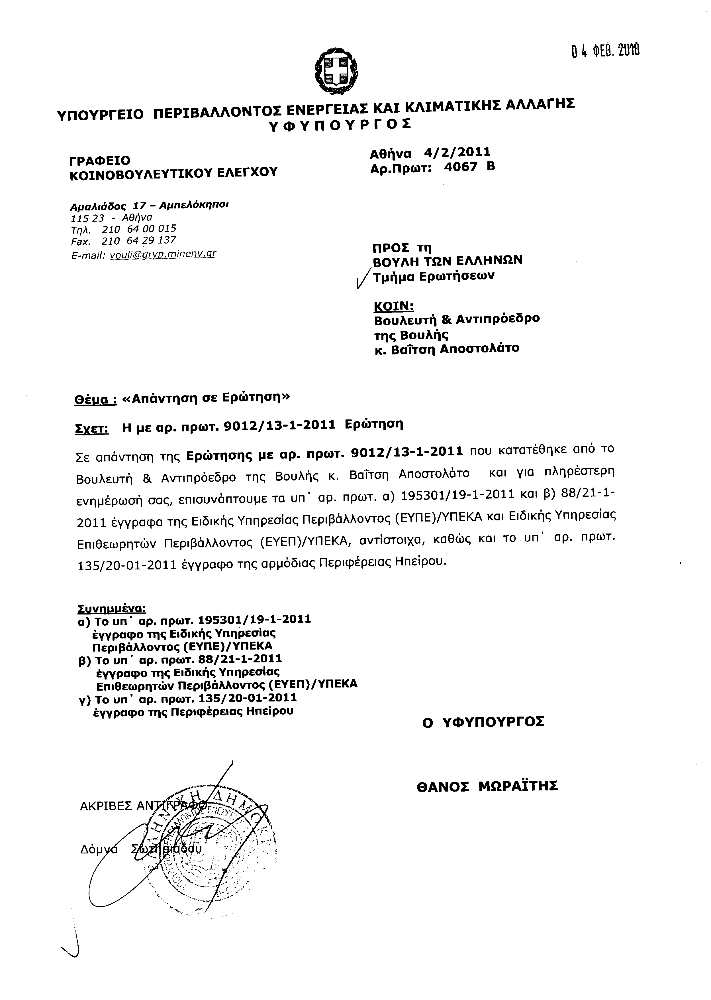 04 ΦΕΒ.
ΥΠΟΥΡΓΕΙΟ ΠΕΡΙΒΑΛΛΟΝΤΟΣ ΕΝΕΡΓΕΙΑΣ ΚΑΙ ΚΛΙΜΑΤΙΚΗΣ ΑΛΛΑΓΗΣ
Υ Φ Υ Π Ο Υ Ρ Γ Ο Σ
ΓΡΑΦΕΙΟ
ΚΟΙΝΟΒΟΥΛΕΥΤΙΚΟΥ ΕΛΕΓΧΟΥ
Αθήνα 4/2/2011
Αρ.Πρωτ: 4067 Β
Αμαλιάδος 17 – Αμπελόκηποι
115 23 - Αθήνα
Τηλ. 210 64 00 015
Fax. 210 64 29 137
E-mail: vouli@gryp.minenv.gr
ΠΡΟΣ τη
ΒΟΥΛΗ ΤΩΝ ΕΛΛΗΝΩΝ
Τμήμα Ερωτήσεων
ΚΟΙΝ:
Βουλευτή & Αντιπρόεδρο
της Βουλής
κ. Βαΐτση Αποστολάτο
Θέμα : «Απάντηση σε Ερώτηση»
Σχετ: Η με αρ. πρωτ. 9012/13-1-2011 Ερώτηση
Σε απάντηση της Ερώτησης με αρ. πρωτ. 9012/13-1-2011 που κατατέθηκε από το
Βουλευτή & Αντιπρόεδρο της Βουλής κ. Βαΐτση Αποστολάτο και για πληρέστερη
ενημέρωσή σας, επισυνάπτουμε τα υπ΄ αρ. πρωτ. α) 195301/19-1-2011 και β) 88/21-1-
2011 έγγραφα της Ειδικής Υπηρεσίας Περιβάλλοντος (ΕΥΠΕ)/ΥΠΕΚΑ και Ειδικής Υπηρεσίας
Επιθεωρητών Περιβάλλοντος (ΕΥΕΠ)/ΥΠΕΚΑ, αντίστοιχα, καθώς και το υπ΄ αρ. πρωτ.
135/20-01-2011 έγγραφο της αρμόδιας Περιφέρειας Ηπείρου.
Συνημμένα:
α) Το υπ΄ αρ. πρωτ. 195301/19-1-2011
έγγραφο της Ειδικής Υπηρεσίας
Περιβάλλοντος (ΕΥΠΕ)/ΥΠΕΚΑ
β) Το υπ΄ αρ. πρωτ. 88/21-1-2011
έγγραφο της Ειδικής Υπηρεσίας
Επιθεωρητών Περιβάλλοντος (ΕΥΕΠ)/ΥΠΕΚΑ
γ) Το υπ΄ αρ. πρωτ. 135/20-01-2011
έγγραφο της Περιφέρειας Ηπείρου
Ο ΥΦΥΠΟΥΡΓΟΣ
ΘΑΝΟΣ ΜΩΡΑΪΤΗΣ
ΑΚΡΙΒΕΣ ΑΝΤΙΓΡΑΦΟ
Δόμνα Σωτηριάδου
ΕΛΛΗΝΙΚΗ ΔΗΜΟΚΡ